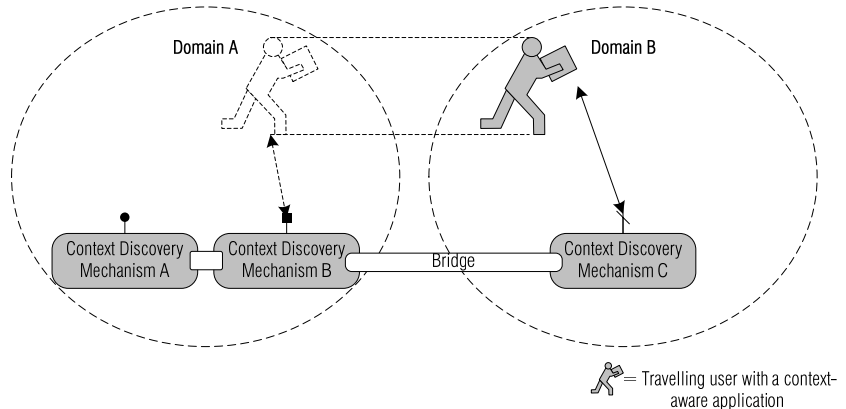 Domain A
Domain B
Context Discovery
Mechanism A
Context Discovery
Mechanism B
Bridge
Context Discovery
Mechanism C
= Travelling user with a context-
aware application